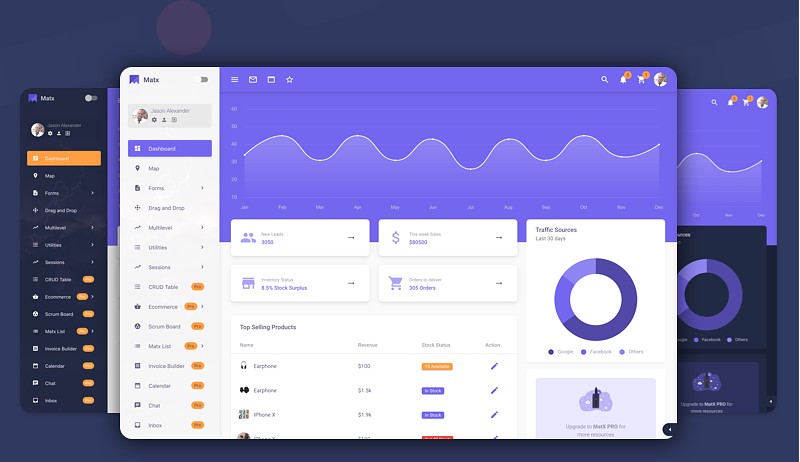 Matx
Jason Alexander
Dashboard
Map
Forms
Drag and Drop
Multilevel
Utilities
Sessions
CRUD Table Pro
Ecommerce Pro
Scrum Board Pro
Matx List Pro
Invoice Builder Pro
Calendar Pro
Chat Pro
Inbox Pro
Matx
Jason Alexander
Dashboard
Map
Forms
Drag and Drop
Multilevel
Utilities
Sessions
CRUD Table Pro
Ecommerce Pro
Scrum Board Pro
Matx List Pro
Invoice Builder Pro
Calendar Pro
Chat Pro
Inbox Pro
60
50
40
30
20
10
Jan Feb Mar Apr May Jun Jul Aug Sep Oct Nov Dec
New Leads
3050
This week Sales
$80500
Inventory Status
8.5% Stock Surplus
Orders to deliver
305 Orders
Top Selling Products
Name Revenue Stock Status Action
Earphone $100 15 Available
Earphone $1.5k In Stock
iPhone X $1.9k In Stock
Traffic Sources
Last 30 days
Google Facebook Others
Upgrade to MatX PRO for
more resources
Oct Nov Dec
Google Facebook Others
Upgrade to MatX PRO for
more resources